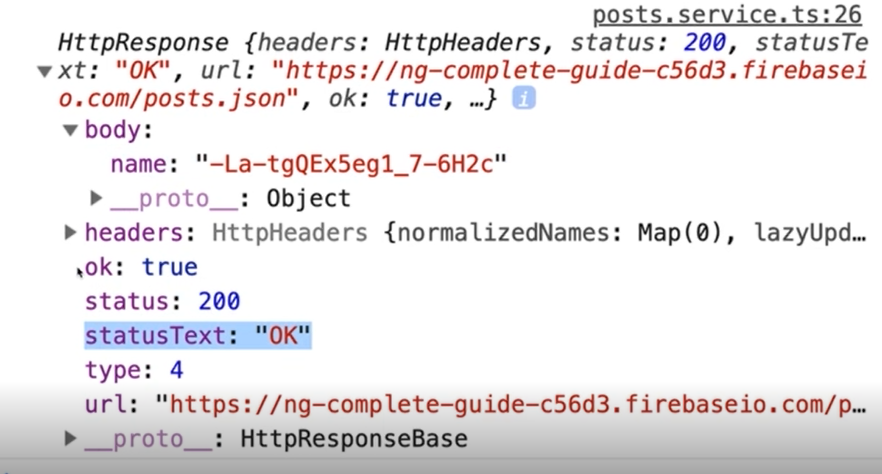 posts.service.ts:26
HttpResponse {headers: HttpHeaders, status: 200, statusTe
xt: "OK", url: "https://ng-complete-guide-c56d3.firebasei
o.com/posts.json", ok: true, …} i
body:
name: "-La-tgQEx5eg1_7-6H2c"
__proto__: Object
headers: HttpHeaders {normalizedNames: Map(0), lazyUpd…
ok: true
status: 200
statusText: "OK"
type: 4
url: "https://ng-complete-guide-c56d3.firebaseio.com/p…
__proto__: HttpResponseBase